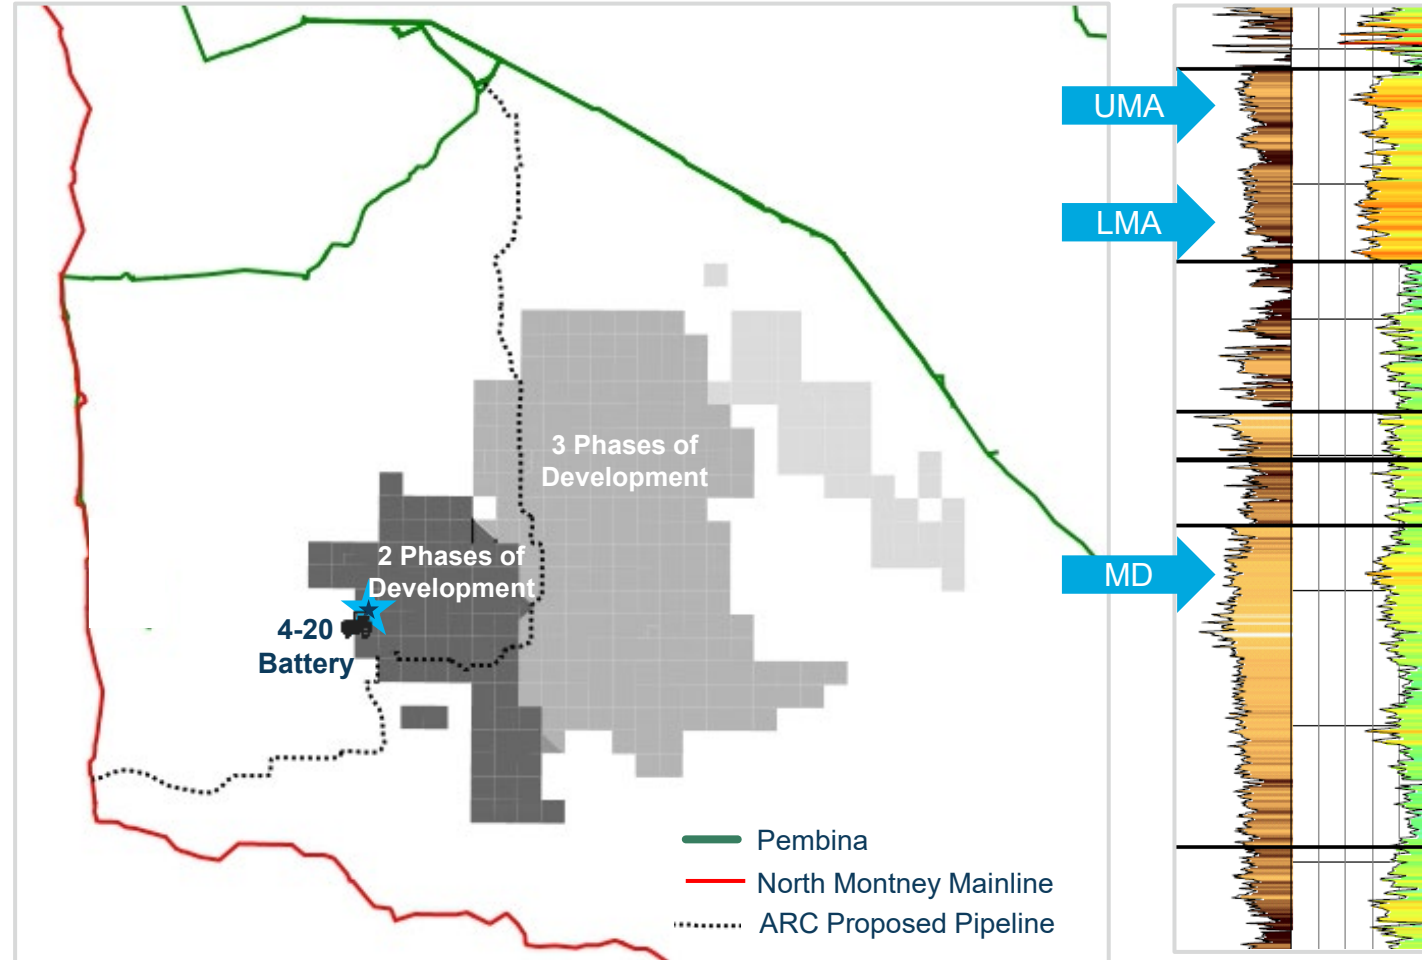 UMA
LMA
3 Phases of
Development
2 Phases of
Development
MD
4-20
Battery
Pembina
North Montney Mainline
ARC Proposed Pipeline